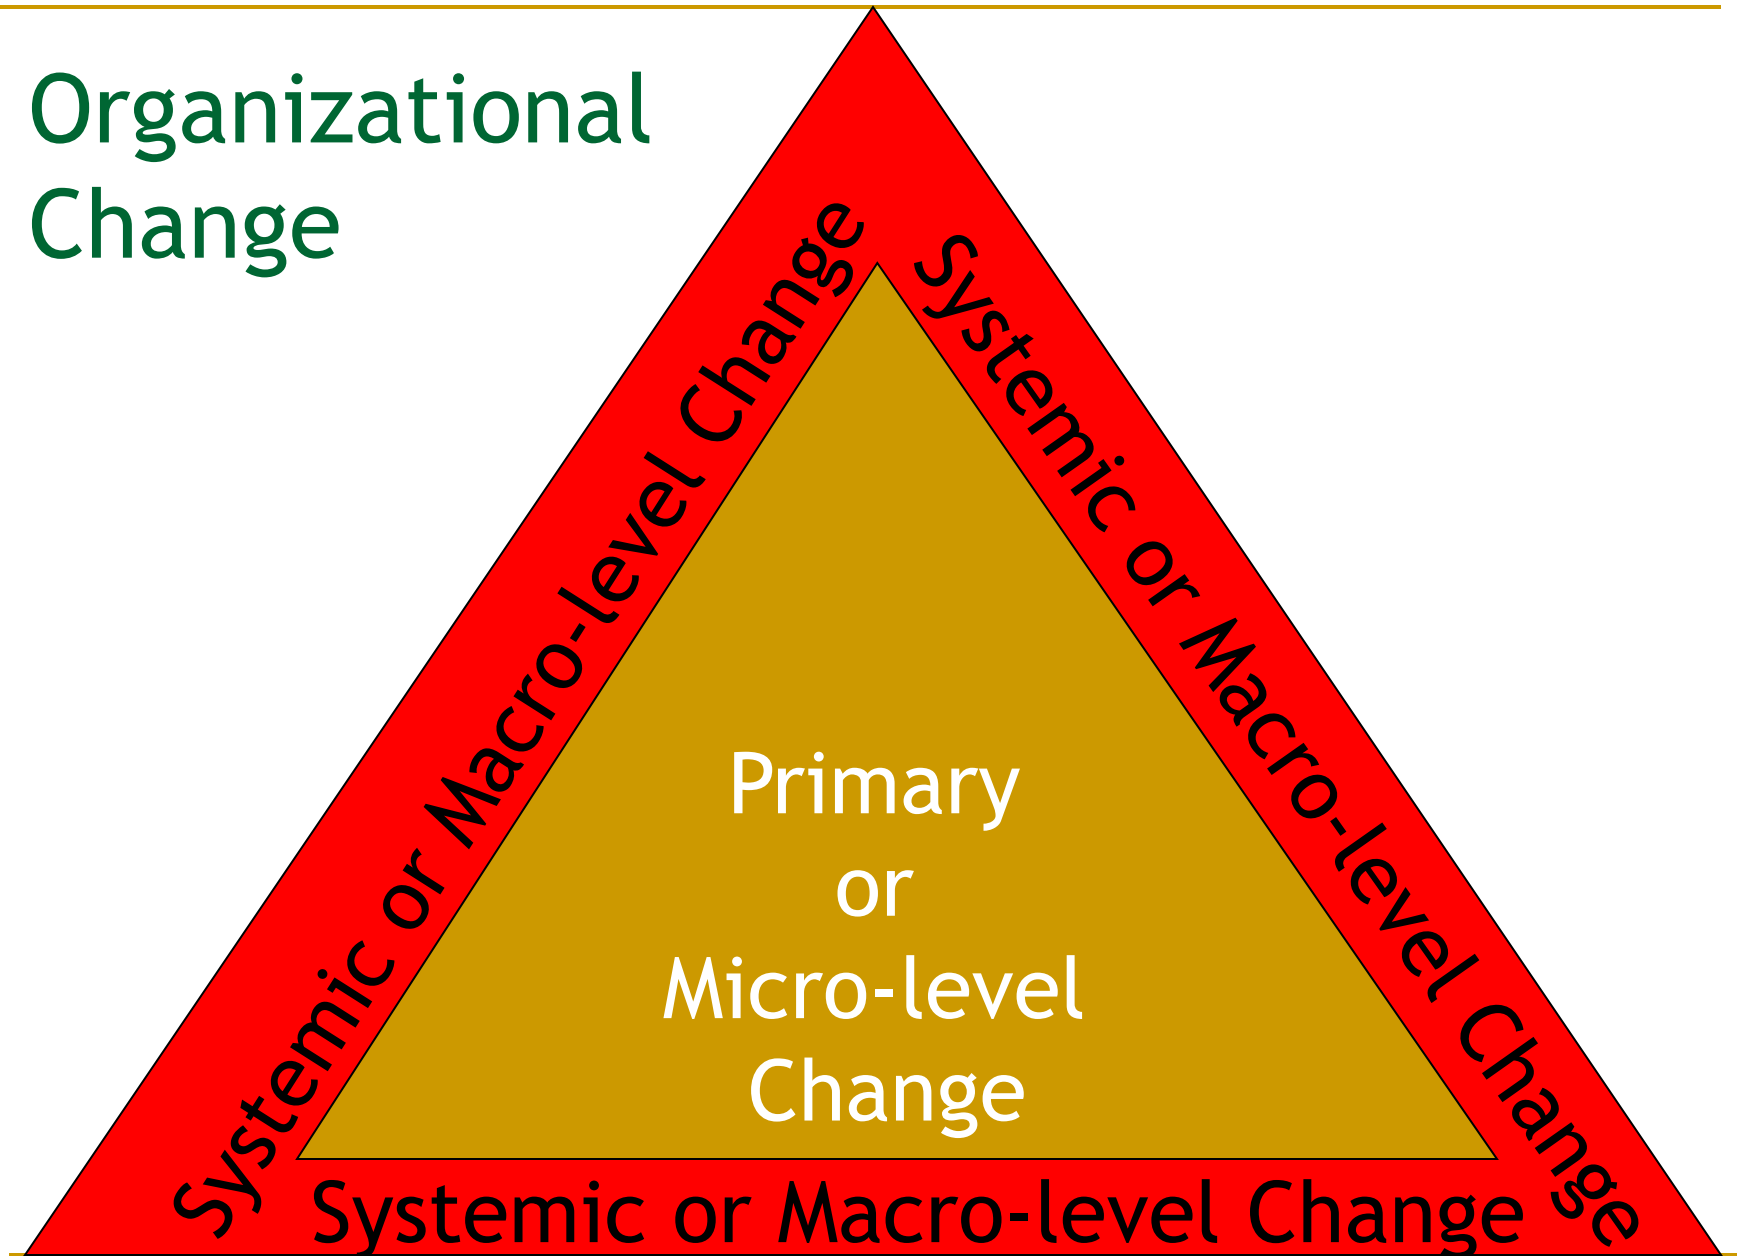 Organizational
Change
Systemic or Macro-level Change
Systemic or Macro-level Change
Primary
or
Micro-level
Change
Systemic or Macro-level Change